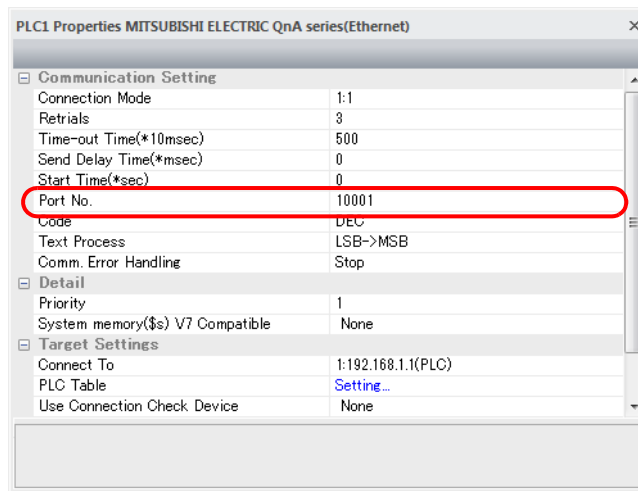 PLC1 Properties MITSUBISHI ELECTRIC QnA series(Ethernet)
Communication Setting
Connection Mode 1:1
Retrials 3
Time-out Time(*10msec) 500
Send Delay Time(*msec) 0
Start Time(*sec) 0
Port No. 10001
Code DEC
Text Process LSB->MSB
Comm. Error Handling Stop
Detail
Priority 1
System memory($s) V7 Compatible None
Target Settings
Connect To 1:192.168.1.1(PLC)
PLC Table Setting...
Use Connection Check Device None